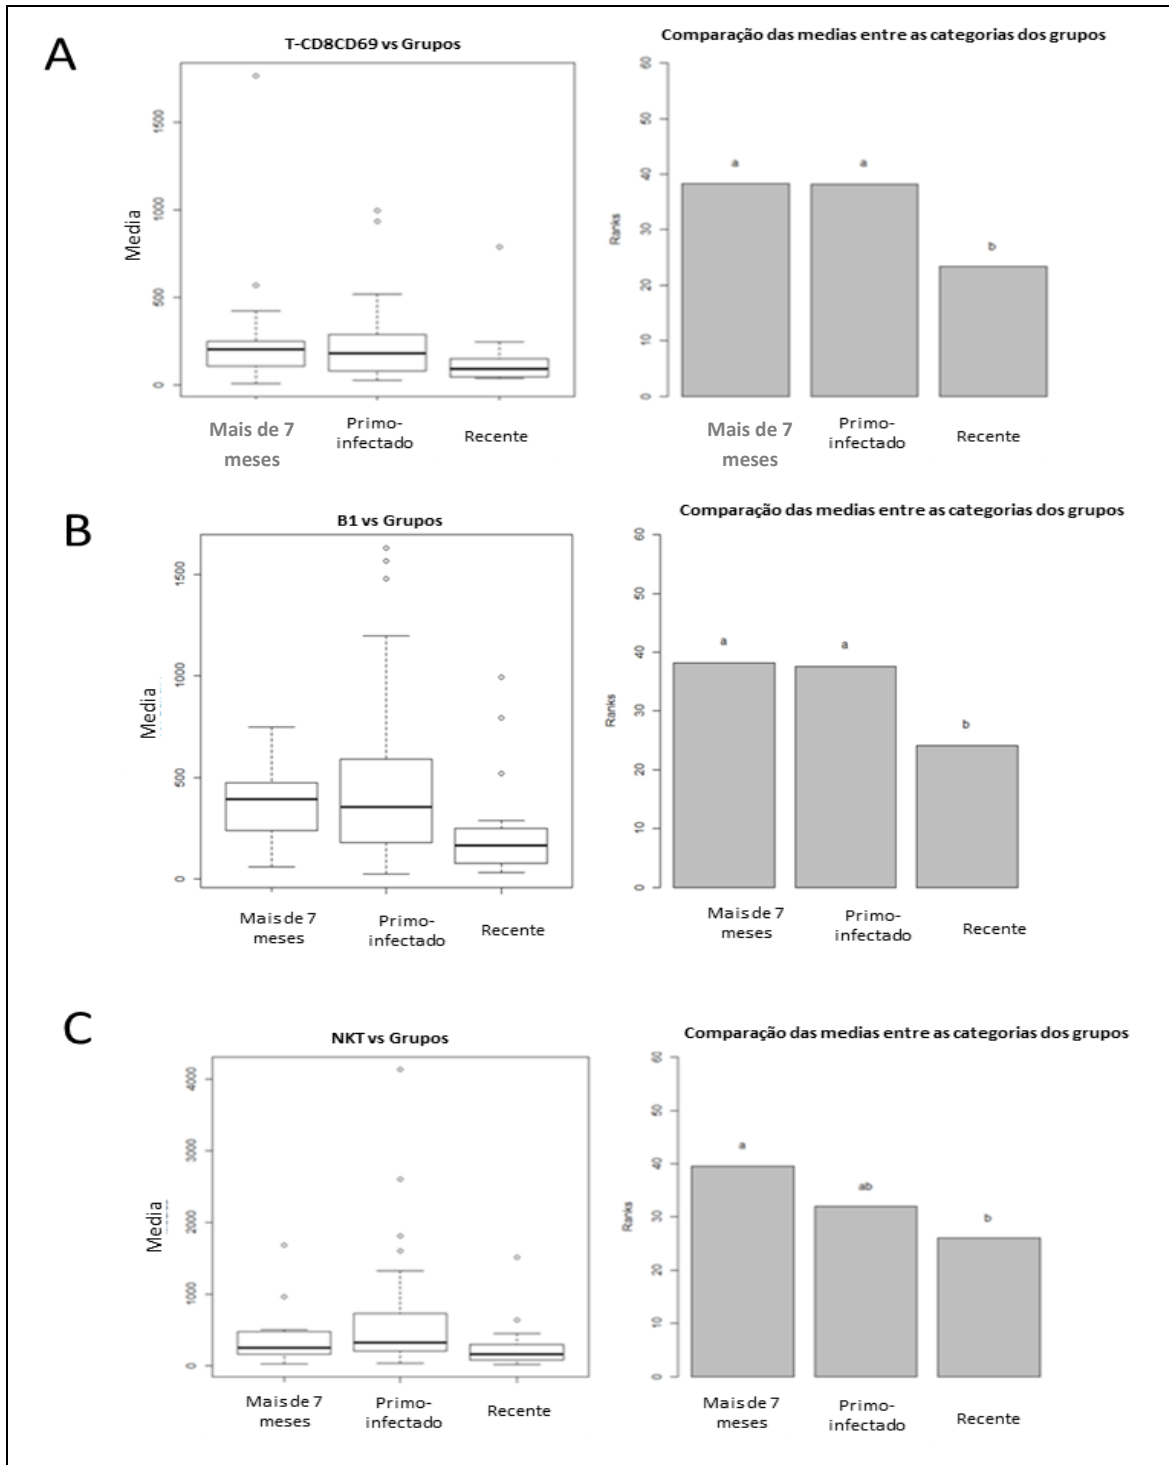 A
T-CD8CD69 vs Grupos
Media
0
500
1000
1500
Mais de 7
meses
Primo-
infectado
Recente
Comparação das medias entre as categorias dos grupos
Ranks
0
10
20
30
40
50
60
a
a
b
Mais de 7
meses
Primo-
infectado
Recente
B
B1 vs Grupos
Media
0
500
1000
1500
Mais de 7
meses
Primo-
infectado
Recente
Comparação das medias entre as categorias dos grupos
Ranks
0
10
20
30
40
50
60
a
a
b
Mais de 7
meses
Primo-
infectado
Recente
C
NKT vs Grupos
Media
0
1000
2000
3000
4000
Mais de 7
meses
Primo-
infectado
Recente
Comparação das medias entre as categorias dos grupos
Ranks
0
10
20
30
40
50
60
a
ab
b
Mais de 7
meses
Primo-
infectado
Recente